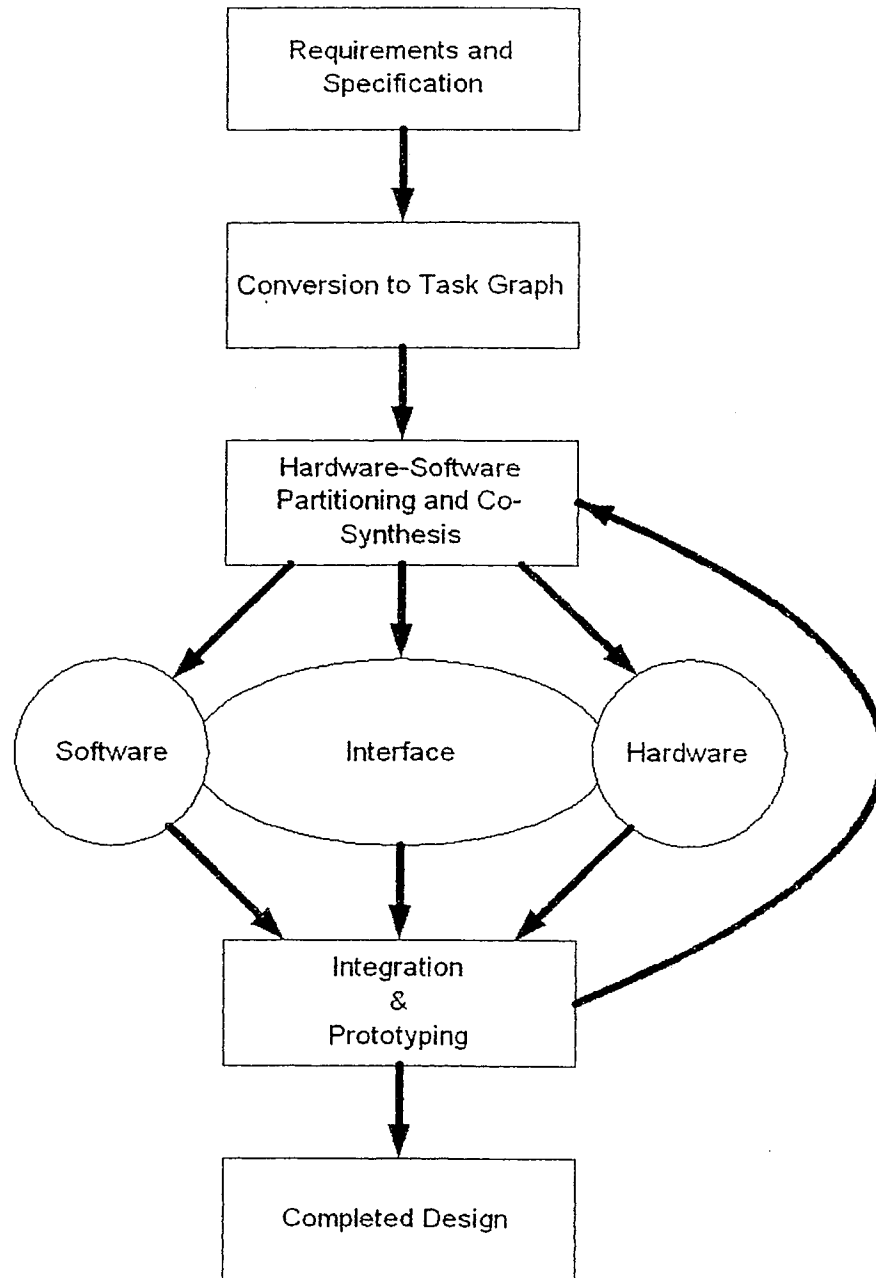 Requirements and
Specification
Conversion to Task Graph
Hardware-Software
Partitioning and Co-
Synthesis
Software
Interface
Hardware
Integration
&
Prototyping
Completed Design